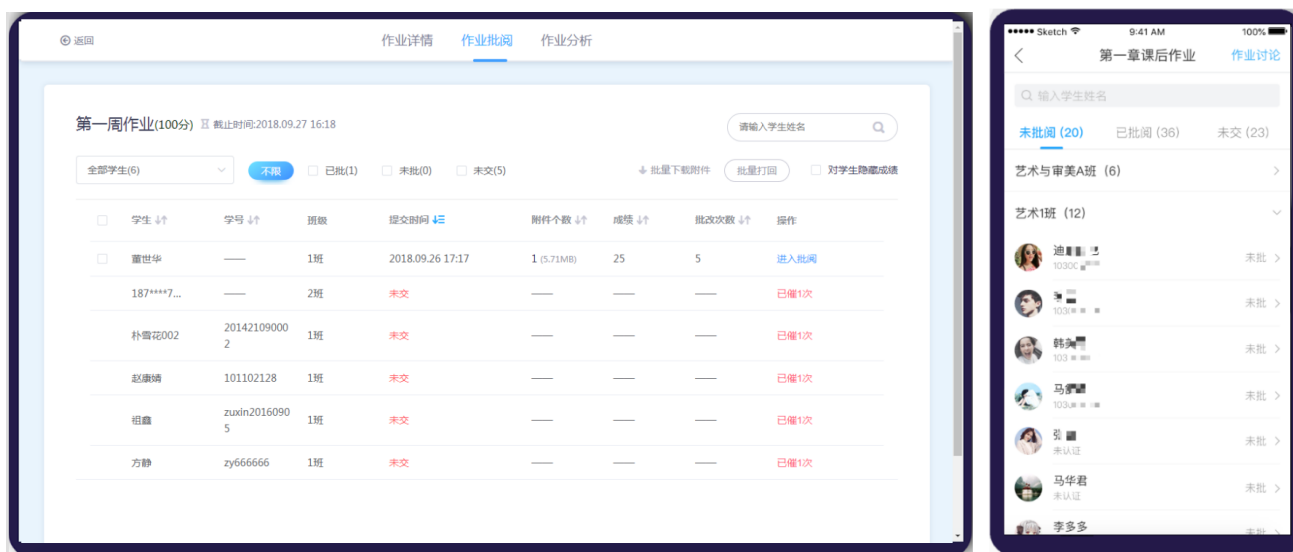 返回
作业详情 作业批阅 作业分析
第一周作业(100分) 截止时间:2018.09.27 16:18
请输入学生姓名
全部学生(6) 不限 已批(1) 未批(0) 未交(5) 批量下载附件 批量打回 对学生隐藏成绩
学生 学号 班级 提交时间 附件个数 成绩 批改次数 操作
董世华 —— 1班 2018.09.26 17:17 1 (5.71MB) 25 5 进入批阅
187****7... —— 2班 未交 —— —— —— 已催1次
朴雪花002 20142109000 1班 未交 —— —— —— 已催1次
2
赵康婧 101102128 1班 未交 —— —— —— 已催1次
祖鑫 zuxin2016090 1班 未交 —— —— —— 已催1次
5
方静 zy666666 1班 未交 —— —— —— 已催1次
Sketch 9:41 AM 100%
第一章课后作业 作业讨论
输入学生姓名
未批阅 (20) 已批阅 (36) 未交 (23)
艺术与审美A班 (6)
艺术1班 (12)
迪
未批
未批
韩
103
未批
马
未批
张
未认证
未批
马华君
未认证
未批
李多多
未批